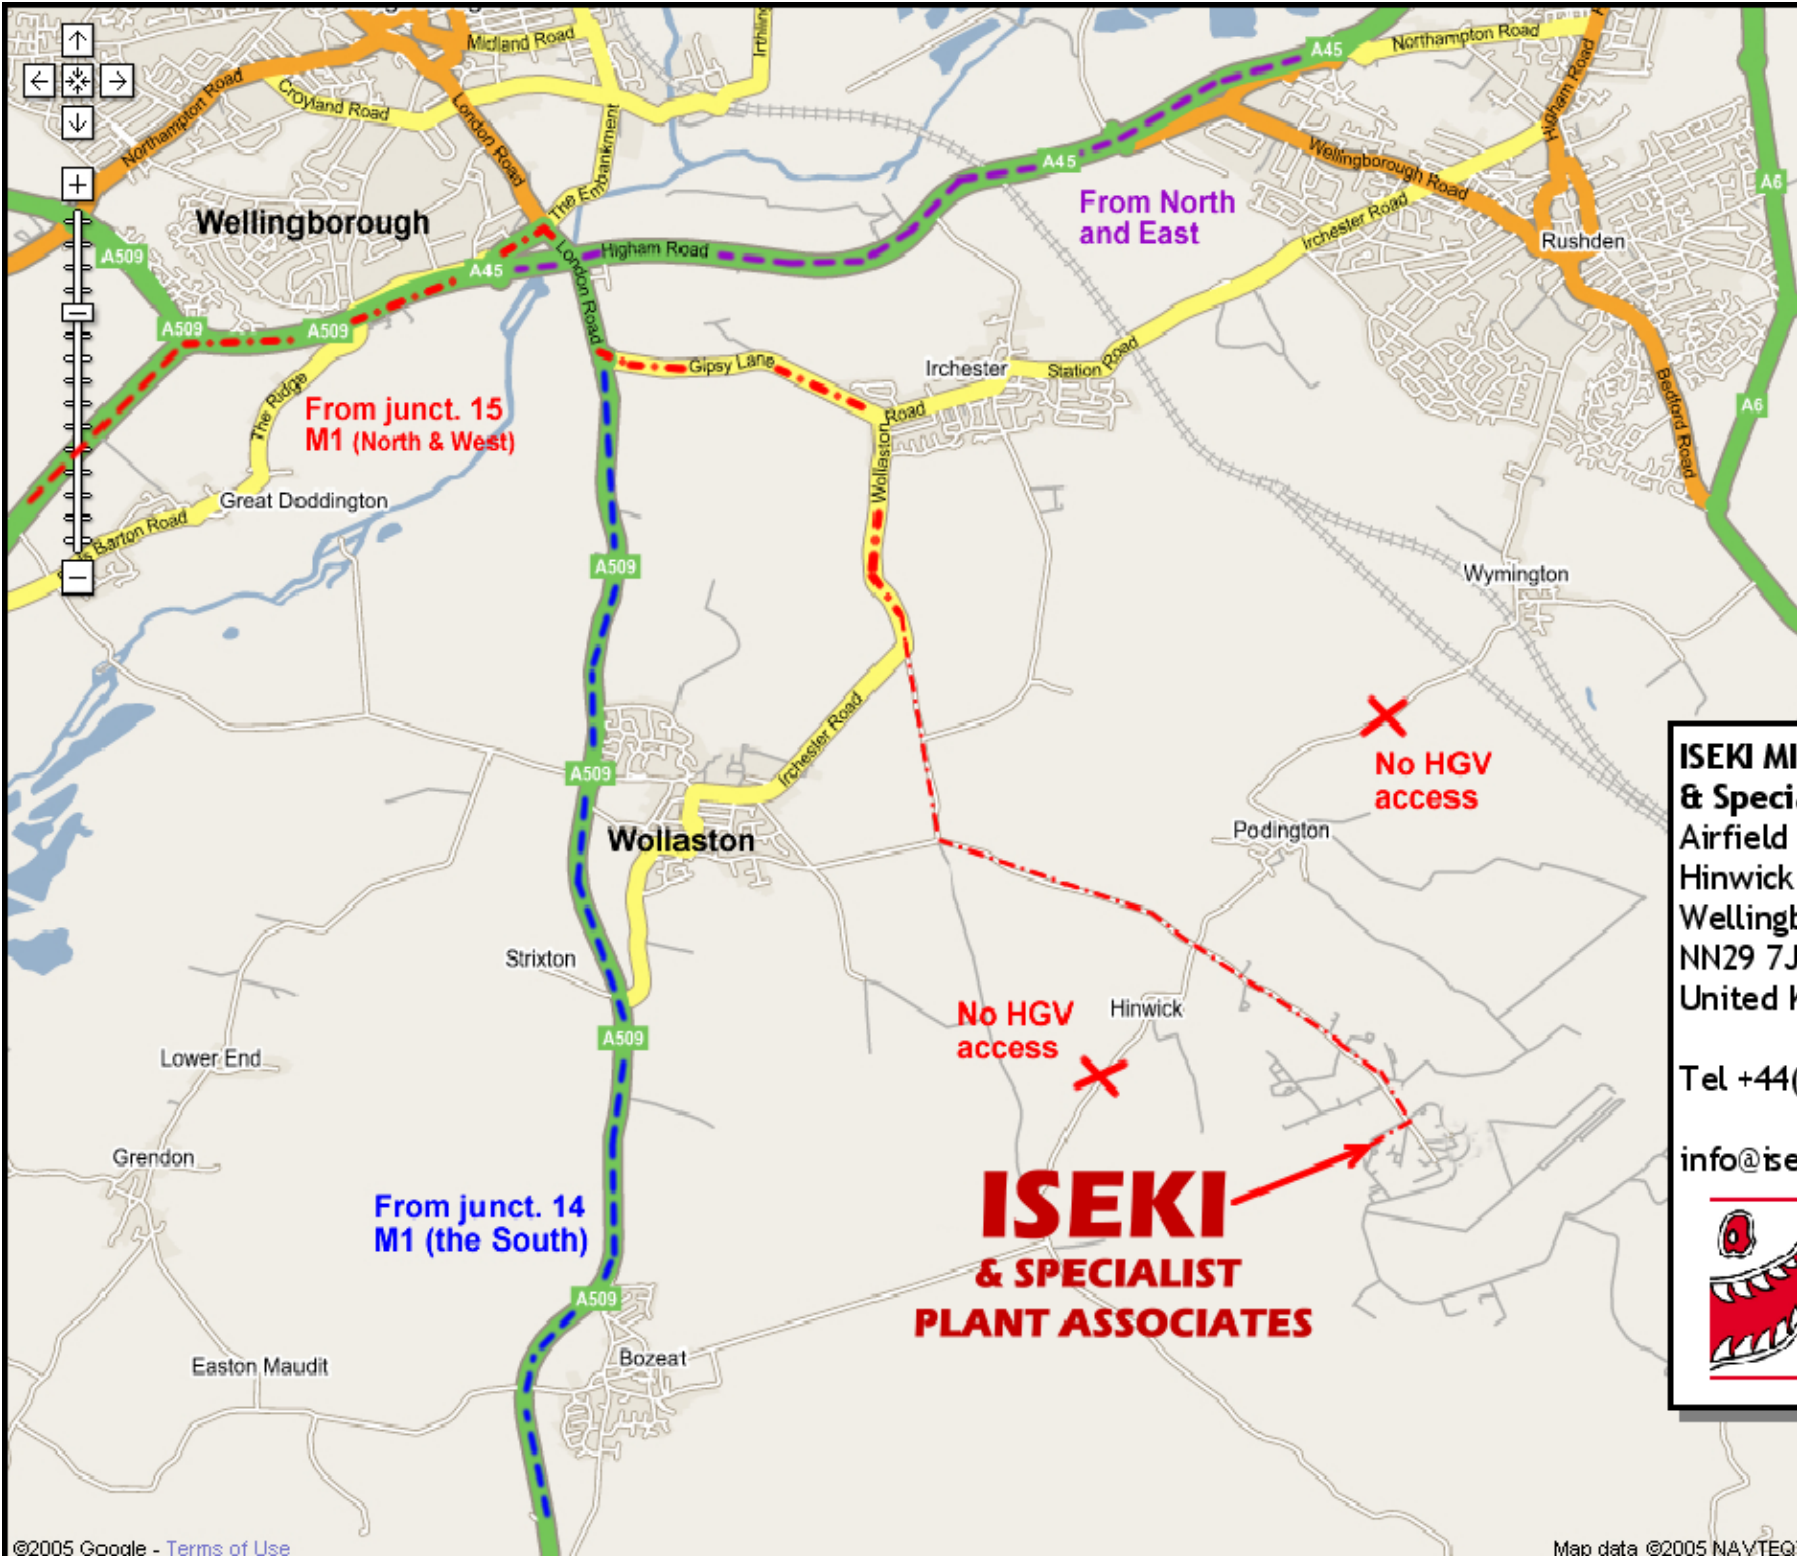 Midland Road
Irthling
Northampton Road
A45
Higham Road
Northampton Road
Croyland Road
London Road
The Embankment
A45
Wellingborough Road
A6
From North
and East
Irchester Road
Rushden
Wellingborough
A509
A45
London Road
Higham Road
A509
A509
Gipsy Lane
Irchester
Station Road
Bedford Road
A6
The Ridge
From junct. 15
M1 (North & West)
Wollaston Road
Great Doddington
Barton Road
A509
Wymington
No HGV
access
A509
Irchester Road
Wollaston
Podington
Strixton
Hinwick
No HGV
access
A509
Lower End
Grendon
From junct. 14
M1 (the South)
ISEKI
& SPECIALIST
PLANT ASSOCIATES
A509
Bozeat
Easton Maudit
ISEKI MI
& Speci
Airfield
Hinwick
Wellingb
NN29 7J
United K
Tel +44(
info@ise
©2005 Google - Terms of Use
Map data ©2005 NAVTEQ